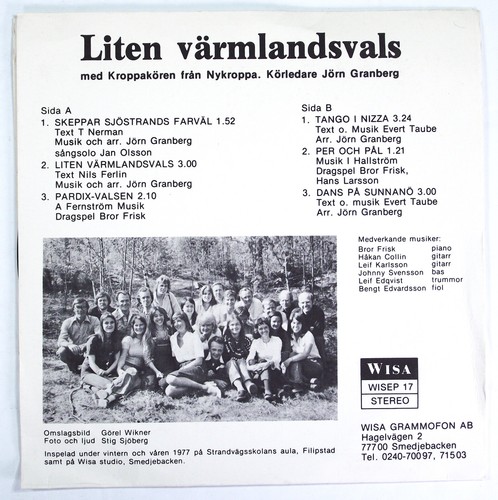 Liten värmlandsvals
med Kroppakören från Nykroppa. Körledare Jörn Granberg
Sida A
1. SKEPPAR SJÖSTRANDS FARVÄL 1.52
Text T Nerman
Musik och arr. Jörn Granberg
sångsolo Jan Olsson
2. LITEN VÄRMLANDSVALS 3.00
Text Nils Ferlin
Musik och arr. Jörn Granberg
3. PARDIX-VALSEN 2.10
A Fernström Musik
Dragspel Bror Frisk
Sida B
1. TANGO I NIZZA 3.24
Text o. Musik Evert Taube
Arr. Jörn Granberg
2. PER OCH PÅL 1.21
Musik I Hallström
Dragspel Bror Frisk,
Hans Larsson
3. DANS PÅ SUNNANÖ 3.00
Text o. musik Evert Taube
Arr. Jörn Granberg
Medverkande musiker:
Bror Frisk piano
Håkan Collin gitarr
Leif Karlsson gitarr
Johnny Svensson bas
Leif Edqvist trummor
Bengt Edvardsson fiol
WISA
WISEP 17
STEREO
WISA GRAMMOFON AB
Hagelvägen 2
77700 Smedjebacken
Tel. 0240-70097, 71503
Omslagsbild Görel Wikner
Foto och ljud Stig Sjöberg
Inspelad under vintern och våren 1977 på Strandvägsskolans aula, Filipstad
samt på Wisa studio, Smedjebacken.